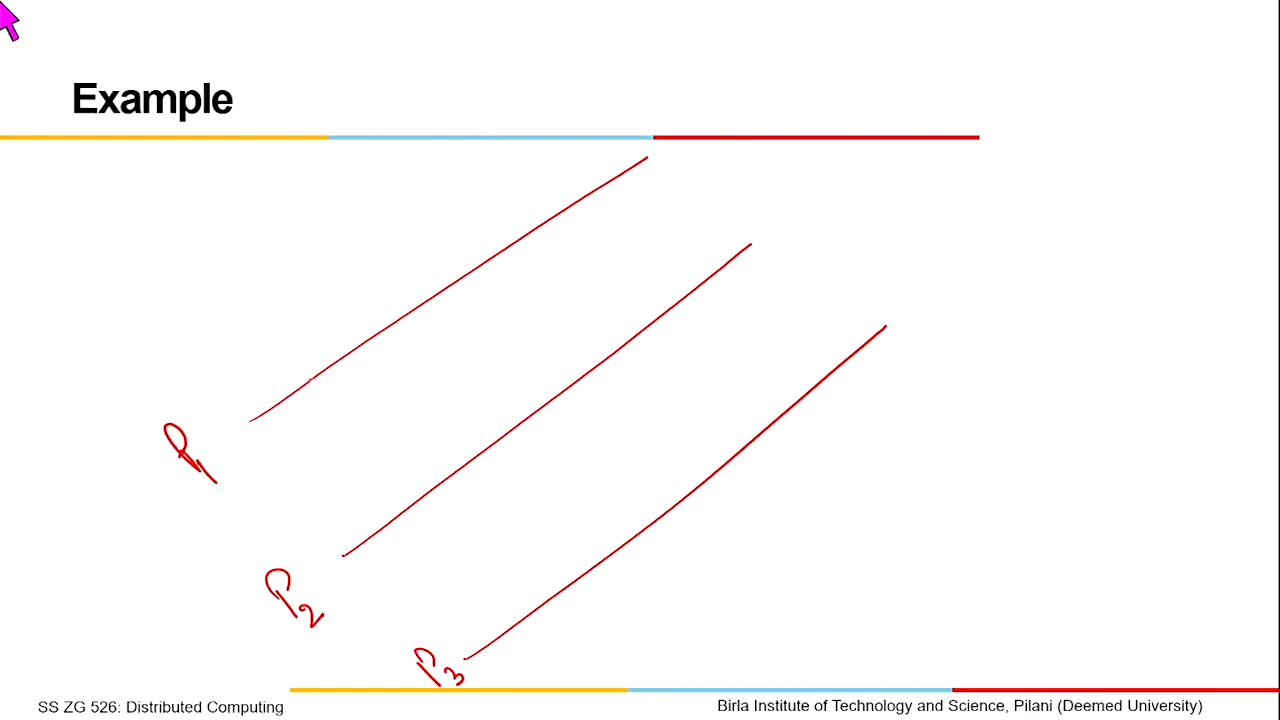 Example
P1
P2
P3
SS ZG 526: Distributed Computing
Birla Institute of Technology and Science, Pilani (Deemed University)